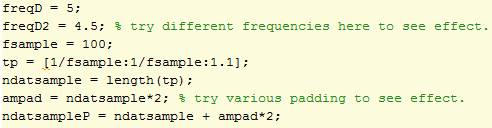 freqD = 5;
freqD2 = 4.5; % try different frequencies here to see effect.
fsample = 100;
tp = [1/fsample:1/fsample:1.1];
ndatsample = length(tp);
ampad = ndatsample*2; % try various padding to see effect.
ndatsampleP = ndatsample + ampad*2;